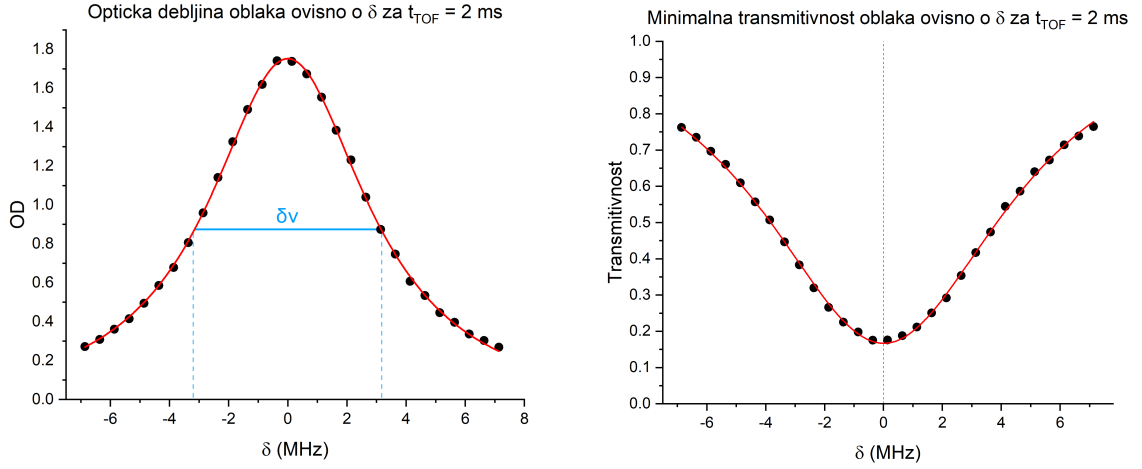 Opticka debljina oblaka ovisno o δ za tTOF = 2 ms
OD
1.8
1.6
1.4
1.2
1.0
0.8
0.6
0.4
0.2
0.0
δν
-6 -4 -2 0 2 4 6 8
δ (MHz)
Minimalna transmitivnost oblaka ovisno o δ za tTOF = 2 ms
Transmitivnost
1.0
0.9
0.8
0.7
0.6
0.5
0.4
0.3
0.2
0.1
0.0
-6 -4 -2 0 2 4 6
δ (MHz)